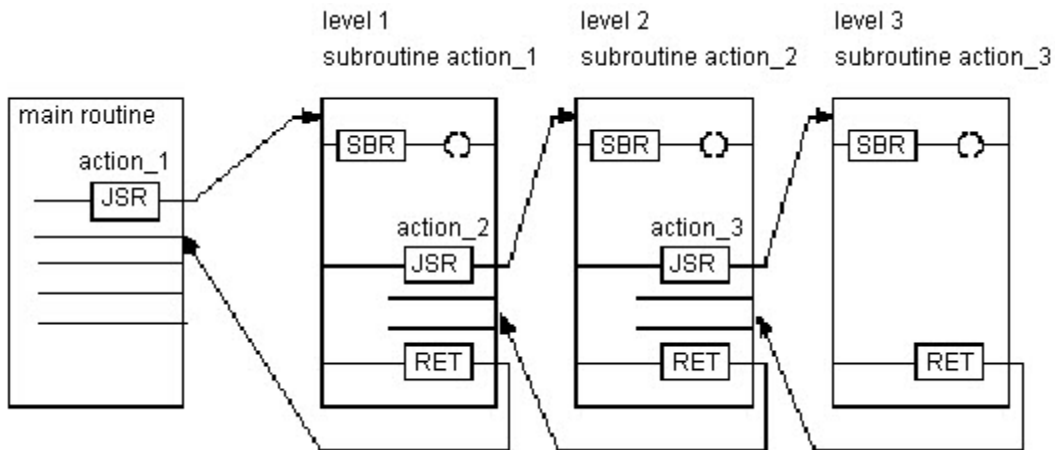 level 1
subroutine action_1
level 2
subroutine action_2
level 3
subroutine action_3
main routine
action_1
JSR
SBR
action_2
JSR
RET
SBR
action_3
JSR
RET
SBR
RET